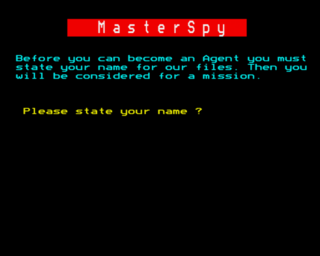 MasterSpy
Before you can become an Agent you must
state your name for our files. Then you
will be considered for a mission.
Please state your name ?